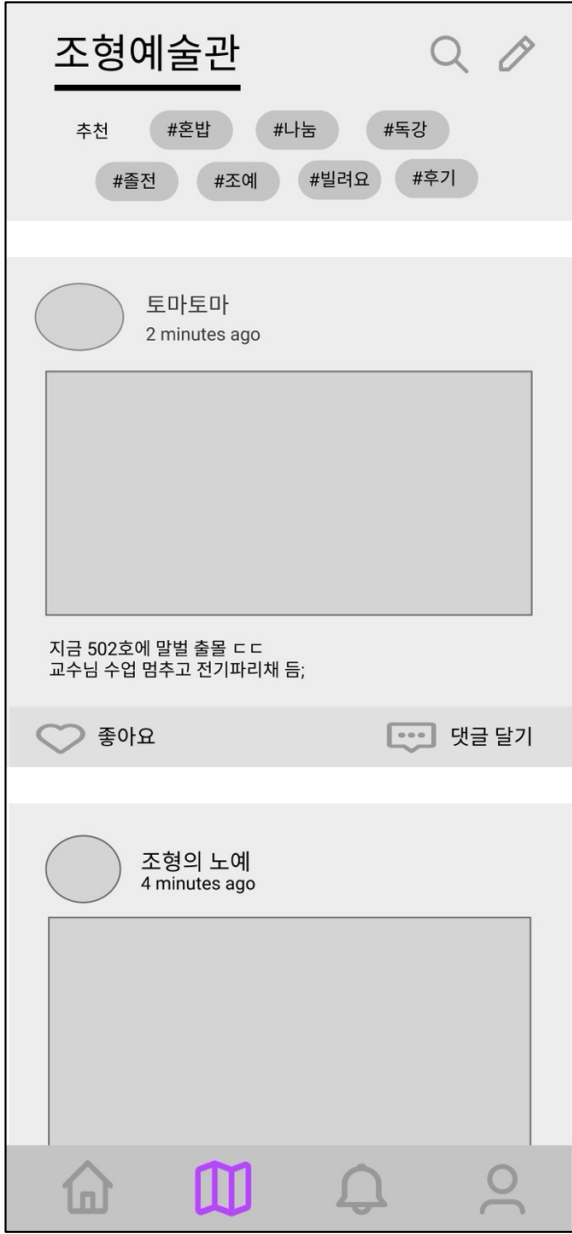 조형예술관
추천 #혼밥 #나눔 #독강
#졸전 #조예 #빌려요 #후기
토마토마
2 minutes ago
지금 502호에 말벌 출몰 ㄷㄷ
교수님 수업 멈추고 전기파리채 듬;
좋아요 댓글 달기
조형의 노예
4 minutes ago